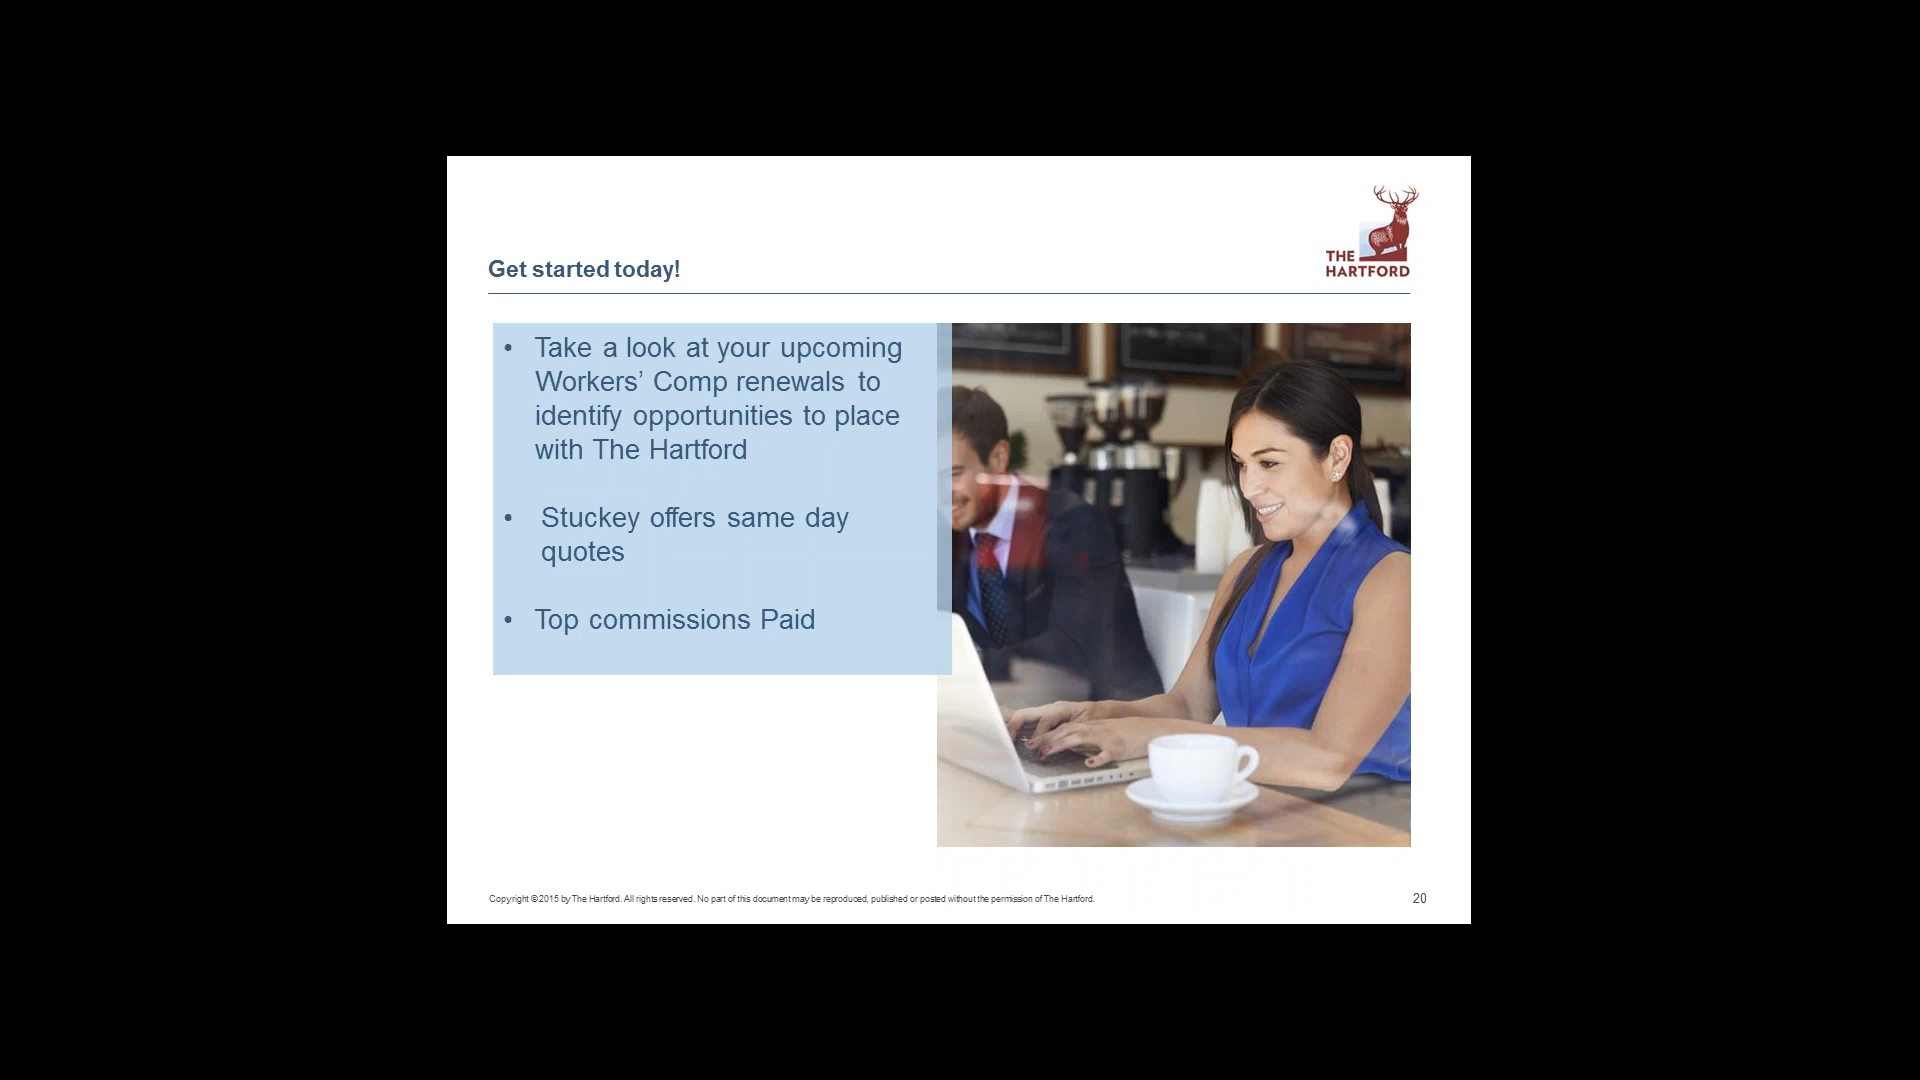 THE
HARTFORD
Get started today!
• Take a look at your upcoming
Workers’ Comp renewals to
identify opportunities to place
with The Hartford
• Stuckey offers same day
quotes
• Top commissions Paid
Copyright © 2015 by The Hartford. All rights reserved. No part of this document may be reproduced, published or posted without the permission of The Hartford.
20